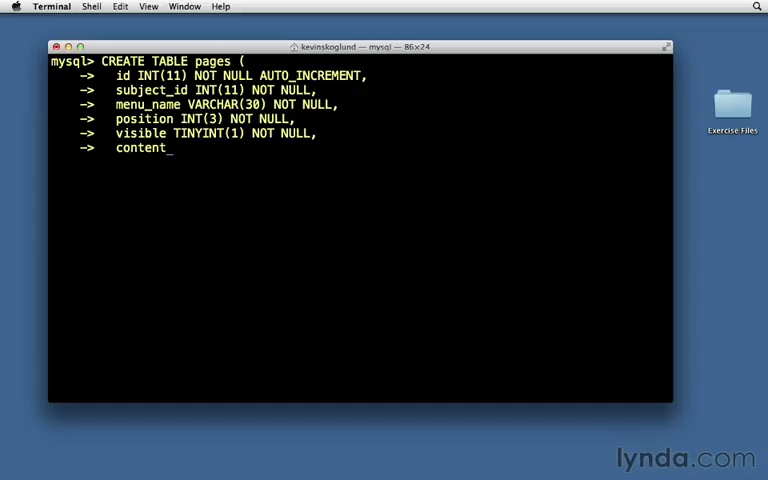 Terminal Shell Edit View Window Help
kevinskoglund — mysql — 86×24
mysql> CREATE TABLE pages (
-> id INT(11) NOT NULL AUTO_INCREMENT,
-> subject_id INT(11) NOT NULL,
-> menu_name VARCHAR(30) NOT NULL,
-> position INT(3) NOT NULL,
-> visible TINYINT(1) NOT NULL,
-> content_
Exercise Files
lynda.com